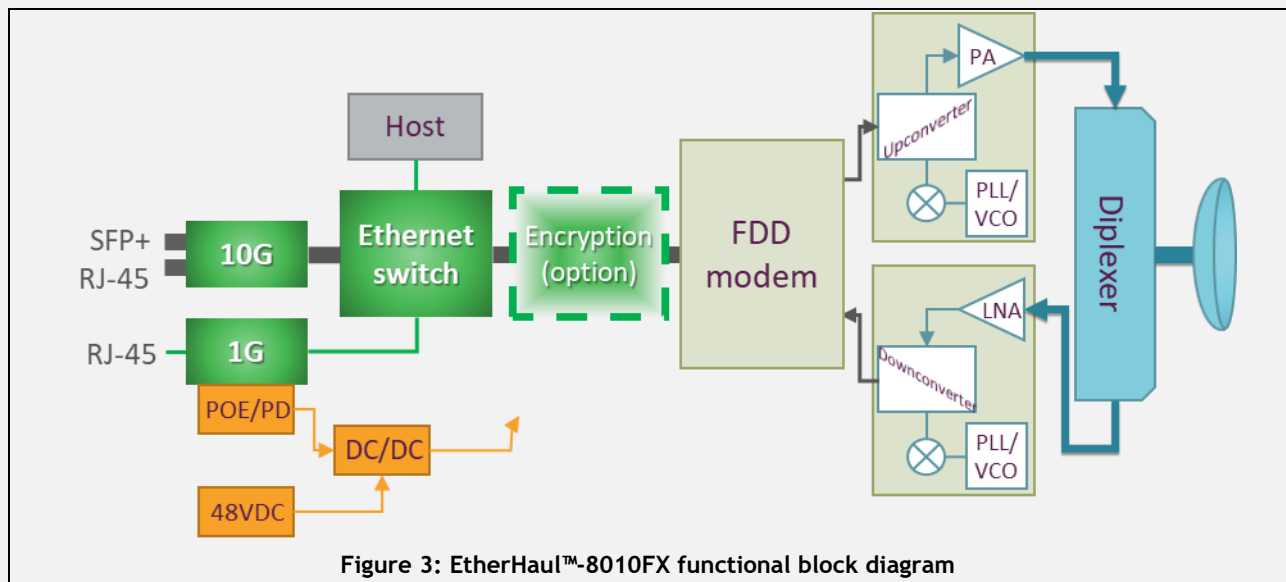 Host
SFP+
RJ-45
10G
Ethernet
switch
Encryption
(option)
FDD
modem
RJ-45
1G
POE/PD
DC/DC
48VDC
PA
Upconverter
PLL/
VCO
LNA
Downconverter
PLL/
VCO
Diplexer
Figure 3: EtherHaul™-8010FX functional block diagram